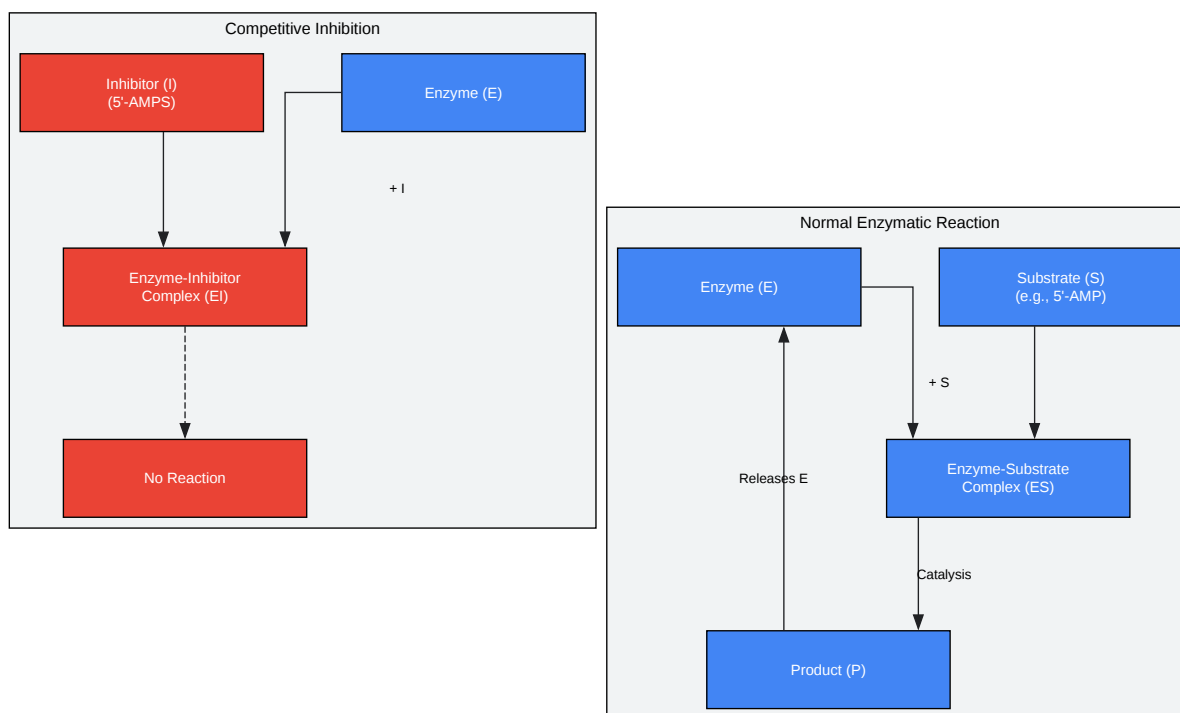 Competitive Inhibition
Inhibitor (I)
(5'-AMPS)
Enzyme (E)
+ I
Enzyme-Inhibitor
Complex (EI)
No Reaction
Normal Enzymatic Reaction
Enzyme (E)
Substrate (S)
(e.g., 5'-AMP)
+ S
Enzyme-Substrate
Complex (ES)
Releases E
Catalysis
Product (P)